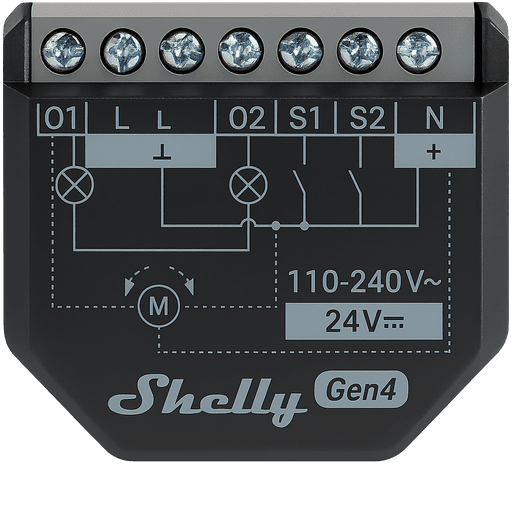 O1 L L O2 S1 S2 N
⊥ +
M
110-240V~
24V⎓
Shelly Gen4